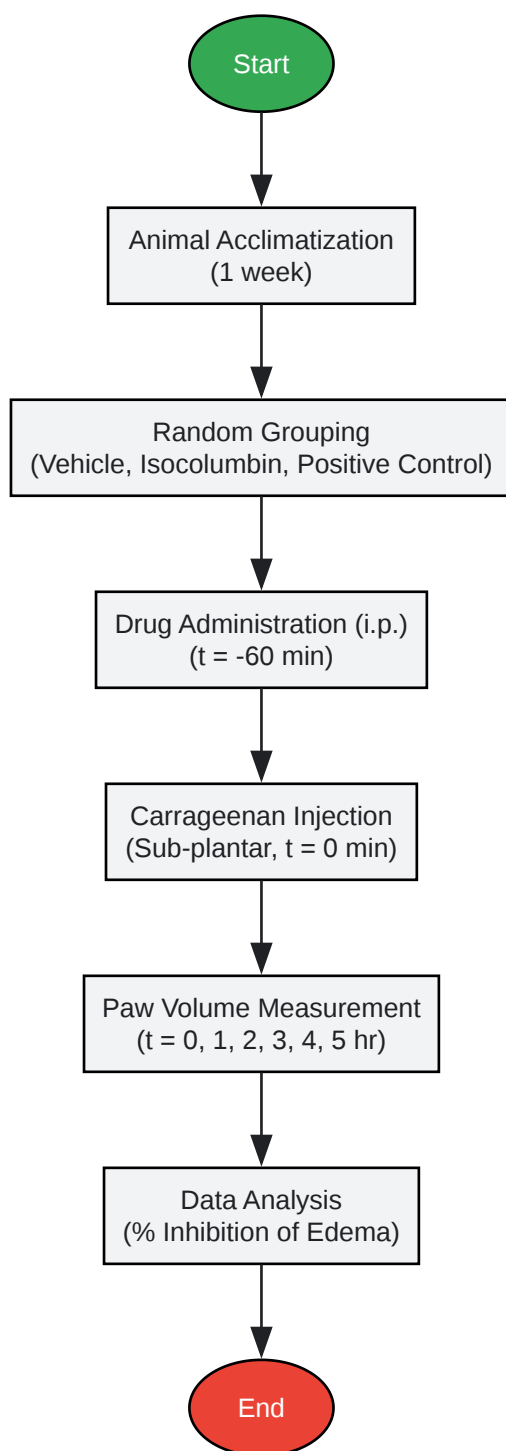 Start
Animal Acclimatization
(1 week)
Random Grouping
(Vehicle, Isocolumbin, Positive Control)
Drug Administration (i.p.)
(t = -60 min)
Carrageenan Injection
(Sub-plantar, t = 0 min)
Paw Volume Measurement
(t = 0, 1, 2, 3, 4, 5 hr)
Data Analysis
(% Inhibition of Edema)
End